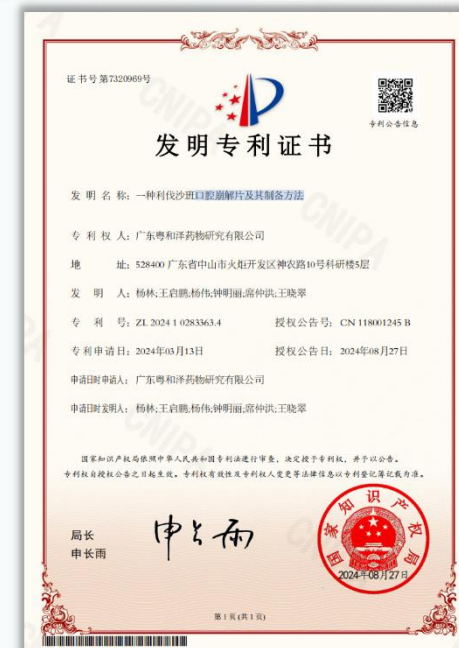 证书号第7320969号
专利公告信息
发明专利证书
发 明 名 称：一种利伐沙班口腔崩解片及其制备方法
专 利 权 人：广东粤和泽药物研究有限公司
地 址：528400 广东省中山市火炬开发区神农路10号科研楼5层
发 明 人：杨林;王启鹏;杨伟;钟明丽;席仲洪;王晓翠
专 利 号：ZL 2024 1 0283363.4 授权公告号：CN 118001245 B
专利申请日：2024年03月13日 授权公告日：2024年08月27日
申请日时申请人：广东粤和泽药物研究有限公司
申请日时发明人：杨林;王启鹏;杨伟;钟明丽;席仲洪;王晓翠
国家知识产权局依照中华人民共和国专利法进行审查，决定授予专利权，并予以公告。
专利权自授权公告之日起生效。专利权有效性及专利权人变更等法律信息以专利登记簿记载为准。
局长
申长雨
申长雨
国家知识产权局
2024年08月27日
第 1 页 (共 1 页)
CNIPA
CNIPA